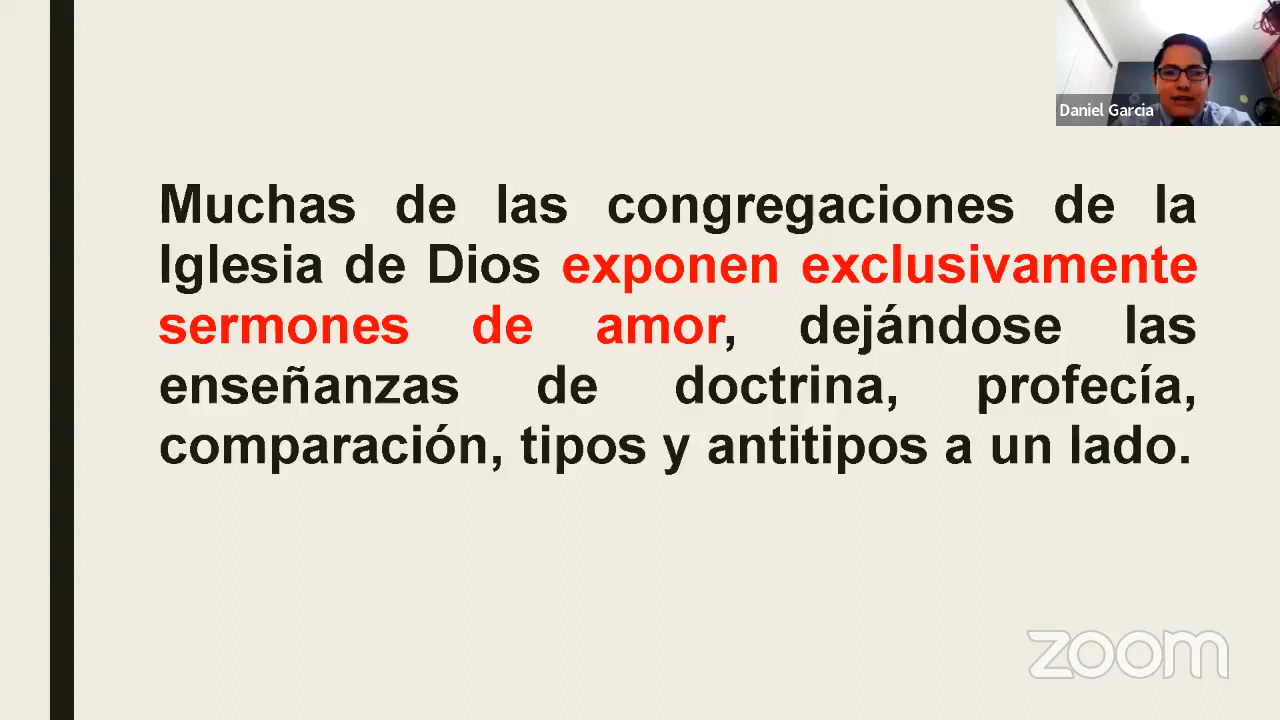 Daniel Garcia
Muchas de las congregaciones de la
Iglesia de Dios exponen exclusivamente
sermones de amor, dejándose las
enseñanzas de doctrina, profecía,
comparación, tipos y antitipos a un lado.
zoom